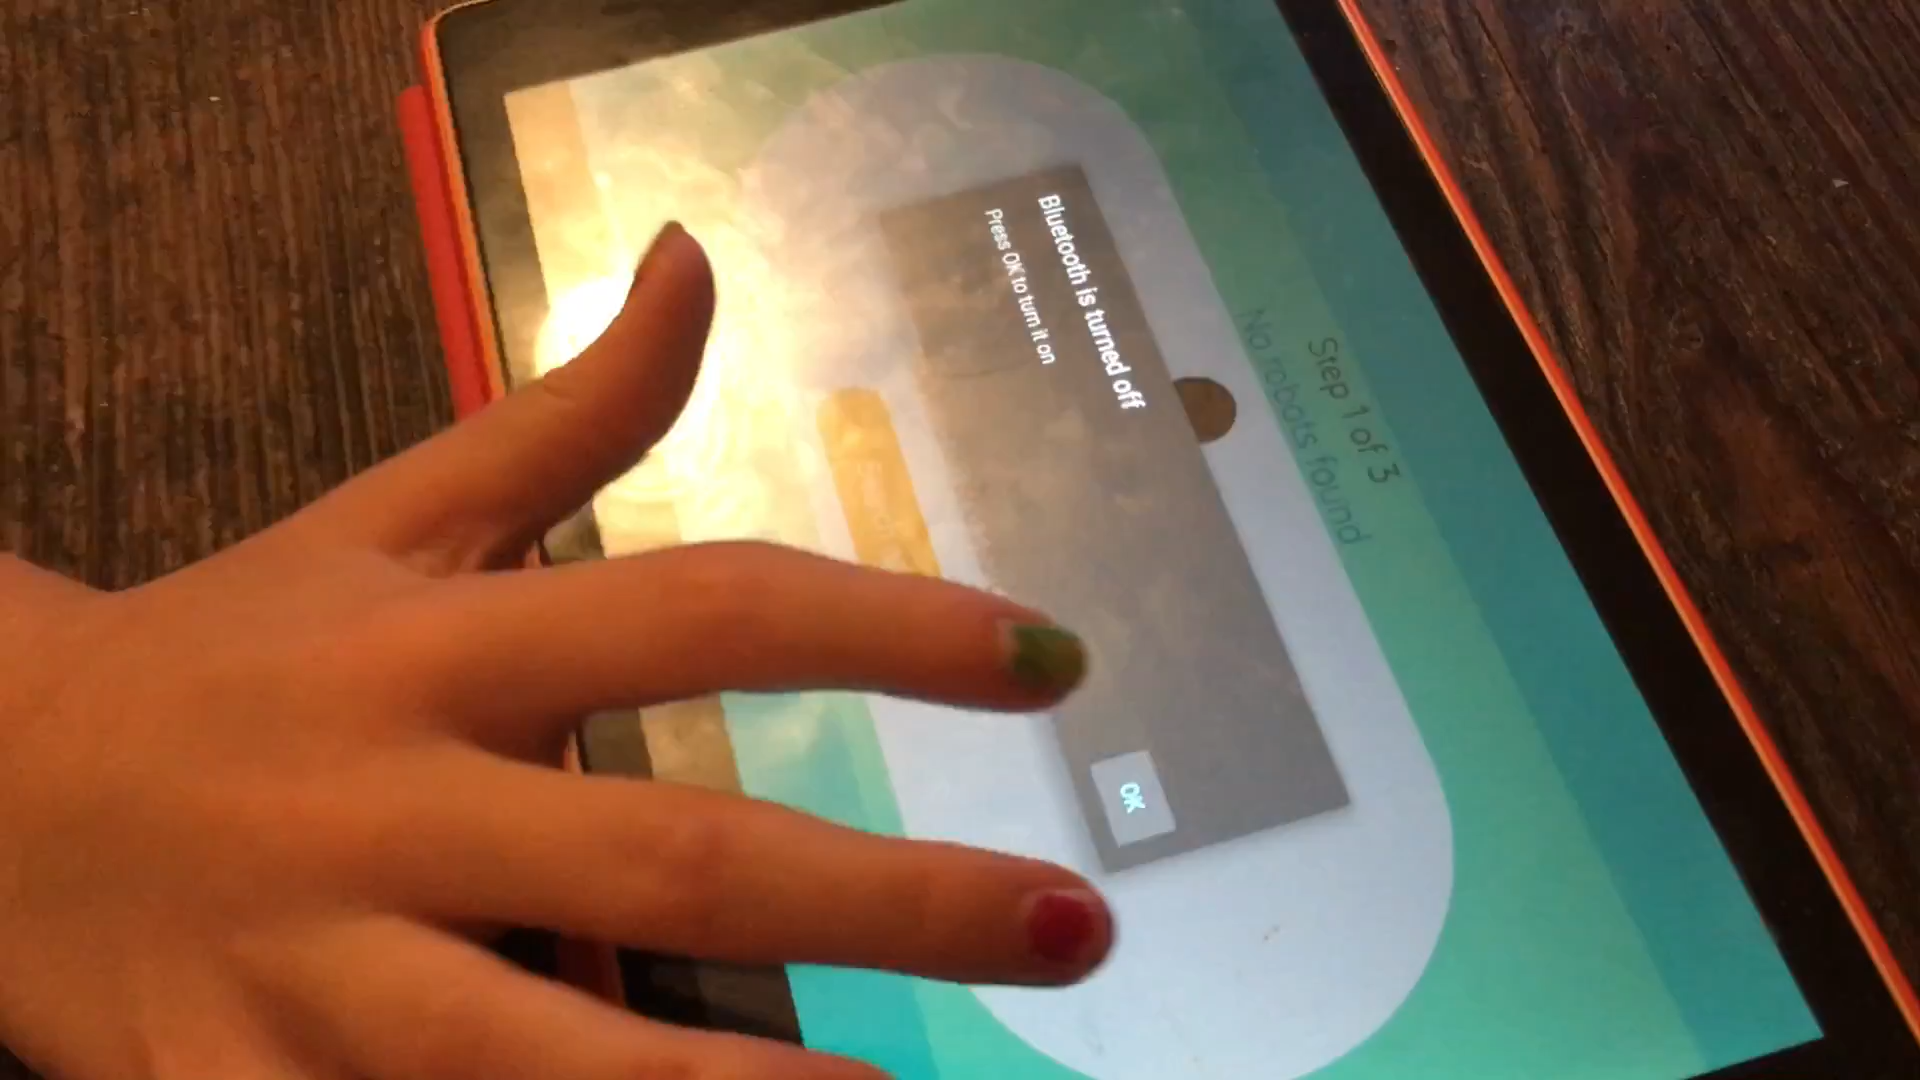 Step 1 of 3
No robots found
Bluetooth is turned off
Press OK to turn it on
OK